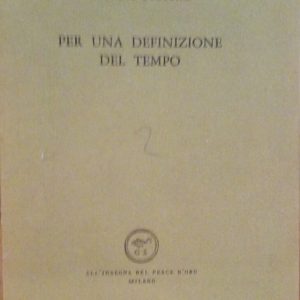 PER UNA DEFINIZIONE
DEL TEMPO
2
ALL'INSEGNA DEL PESCE D'ORO
MILANO